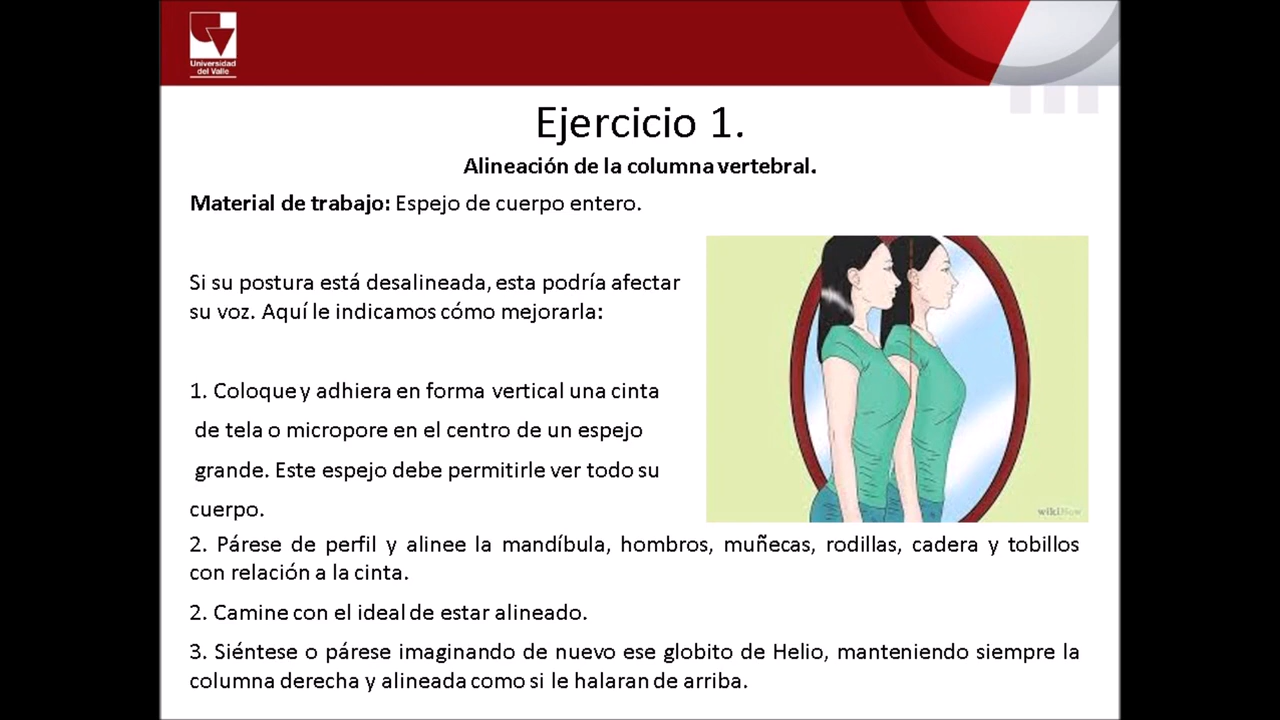 Universidad
del Valle
Ejercicio 1.
Alineación de la columna vertebral.
Material de trabajo: Espejo de cuerpo entero.
Si su postura está desalineada, esta podría afectar
su voz. Aquí le indicamos cómo mejorarla:
1. Coloque y adhiera en forma vertical una cinta
de tela o micropore en el centro de un espejo
grande. Este espejo debe permitirle ver todo su
cuerpo.
wikiHow
2. Párese de perfil y alinee la mandíbula, hombros, muñecas, rodillas, cadera y tobillos
con relación a la cinta.
2. Camine con el ideal de estar alineado.
3. Siéntese o párese imaginando de nuevo ese globito de Helio, manteniendo siempre la
columna derecha y alineada como si le halaran de arriba.